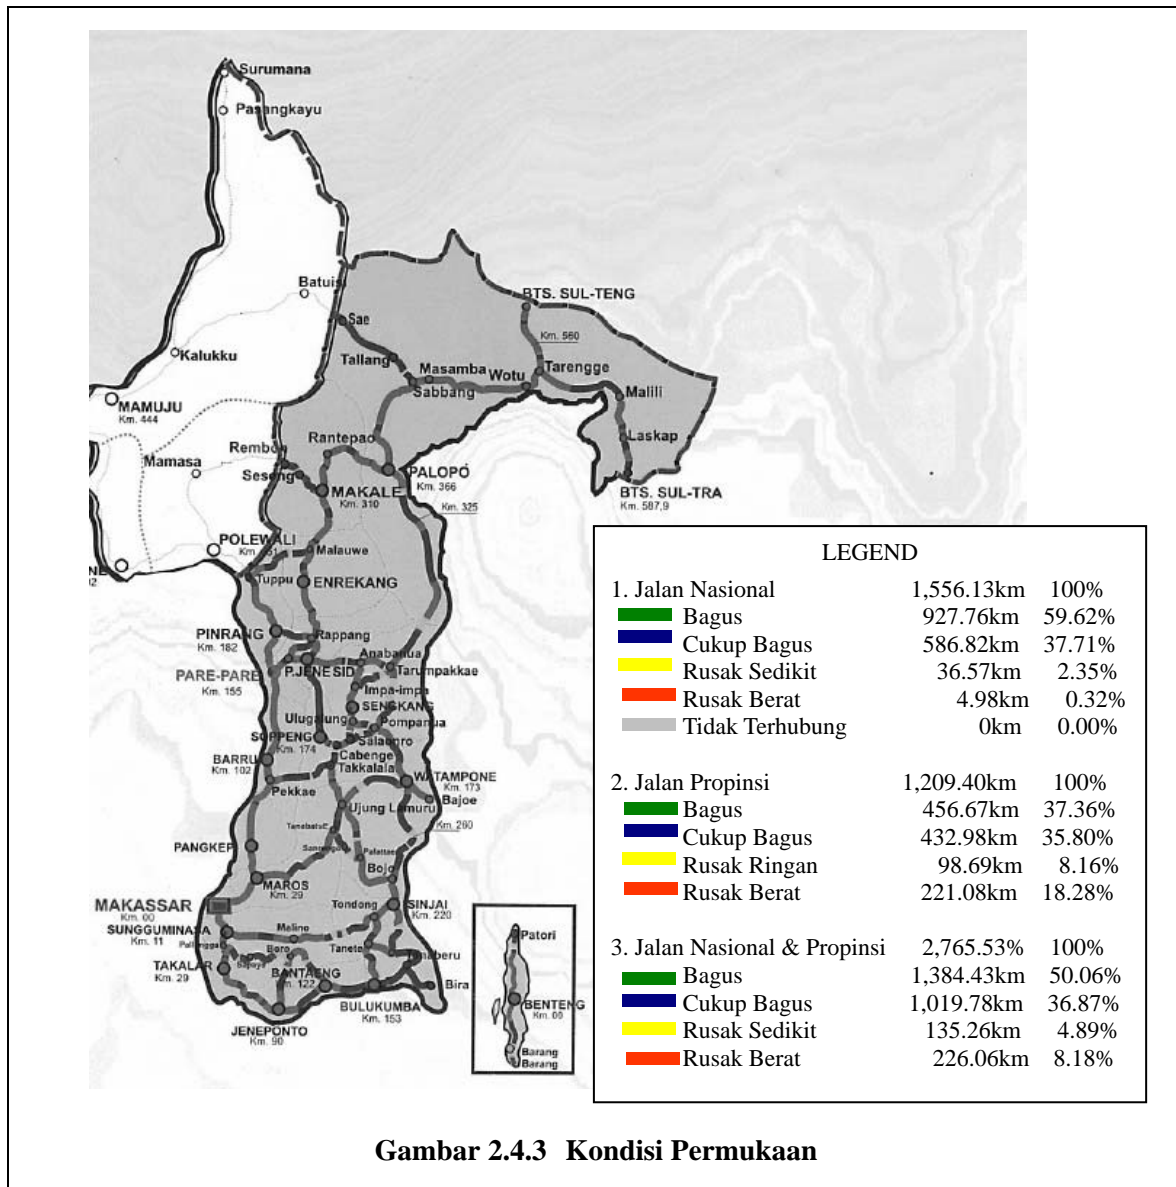 Surumana
Pasangkayu
Batuisi
BTS. SUL-TENG
Sae
Km. 560
Kalukku
Tallang
Masamba
Wotu
Tarengge
Sabbang
Malili
MAMUJU
Km. 444
Rantepao
Laskap
Rembon
Mamasa
Seseng
PALOPO
Km. 366
MAKALE
Km. 310
Km. 325
BTS. SUL-TRA
Km. 587,9
POLEWALI
Malauwe
Tuppu
ENREKANG
PINRANG
Km. 182
Rappang
Anabanua
PARE-PARE
Km. 155
P.JENE SID
Tarumpakkae
Impa-impa
SENGKANG
Ulugalung
Pompanua
SOPPENG
Km. 174
Salaonro
BARRU
Km. 102
Cabenge
Takkalala
WATAMPONE
Km. 173
Pekkae
Ujung Lamuru
Bajoe
Km. 260
PANGKEP
Palattae
Bojo
MAROS
Km. 29
MAKASSAR
Km. 00
Tondong
SINJAI
Km. 220
SUNGGUMINASA
Km. 11
Malino
Boro
Tanete
Tanaberu
TAKALAR
Km. 29
BANTAENG
Km. 122
Bira
BULUKUMBA
Km. 153
JENEPONTO
Km. 90
Patori
BENTENG
Km. 00
Barang
Barang
LEGEND
1. Jalan Nasional 1,556.13km 100%
Bagus 927.76km 59.62%
Cukup Bagus 586.82km 37.71%
Rusak Sedikit 36.57km 2.35%
Rusak Berat 4.98km 0.32%
Tidak Terhubung 0km 0.00%
2. Jalan Propinsi 1,209.40km 100%
Bagus 456.67km 37.36%
Cukup Bagus 432.98km 35.80%
Rusak Ringan 98.69km 8.16%
Rusak Berat 221.08km 18.28%
3. Jalan Nasional & Propinsi 2,765.53% 100%
Bagus 1,384.43km 50.06%
Cukup Bagus 1,019.78km 36.87%
Rusak Sedikit 135.26km 4.89%
Rusak Berat 226.06km 8.18%
Gambar 2.4.3 Kondisi Permukaan